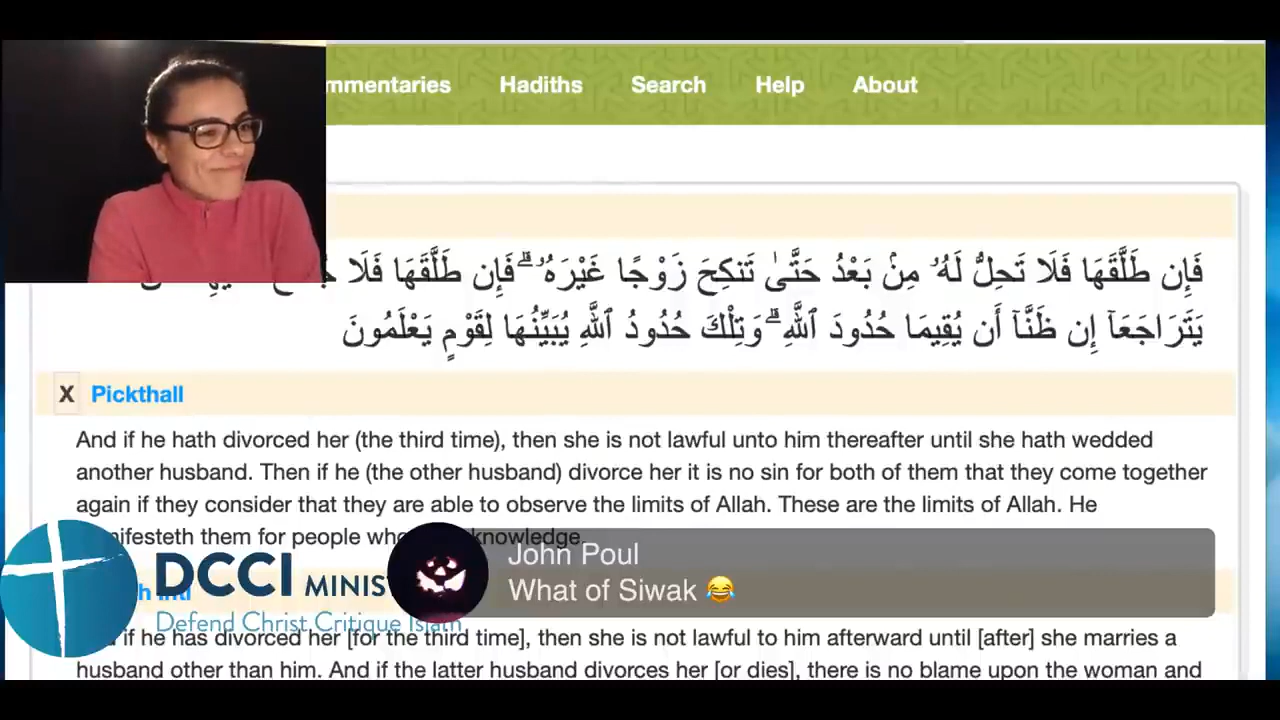 mmentaries Hadiths Search Help About
فَإِن طَلَّقَهَا فَلَا تَحِلُّ لَهُۥ مِنۢ بَعْدُ حَتَّىٰ تَنكِحَ زَوْجًا غَيْرَهُۥ ۗ فَإِن طَلَّقَهَا فَلَا
يَتَرَاجَعَآ إِن ظَنَّآ أَن يُقِيمَا حُدُودَ ٱللَّهِ ۗ وَتِلْكَ حُدُودُ ٱللَّهِ يُبَيِّنُهَا لِقَوْمٍ يَعْلَمُونَ
X Pickthall
And if he hath divorced her (the third time), then she is not lawful unto him thereafter until she hath wedded
another husband. Then if he (the other husband) divorce her it is no sin for both of them that they come together
again if they consider that they are able to observe the limits of Allah. These are the limits of Allah. He
nifesteth them for people who knowledge.
John Poul
What of Siwak 😂
DCCI MINIS
Defend Christ Critique Islam
if he has divorced her [for the third time], then she is not lawful to him afterward until [after] she marries a
husband other than him. And if the latter husband divorces her [or dies], there is no blame upon the woman and